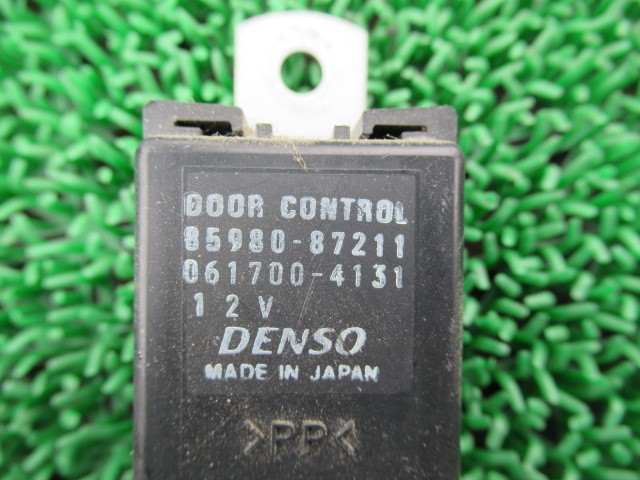 DOOR CONTROL
85980-87211
061700-4131
12V
DENSO
MADE IN JAPAN
>PP<